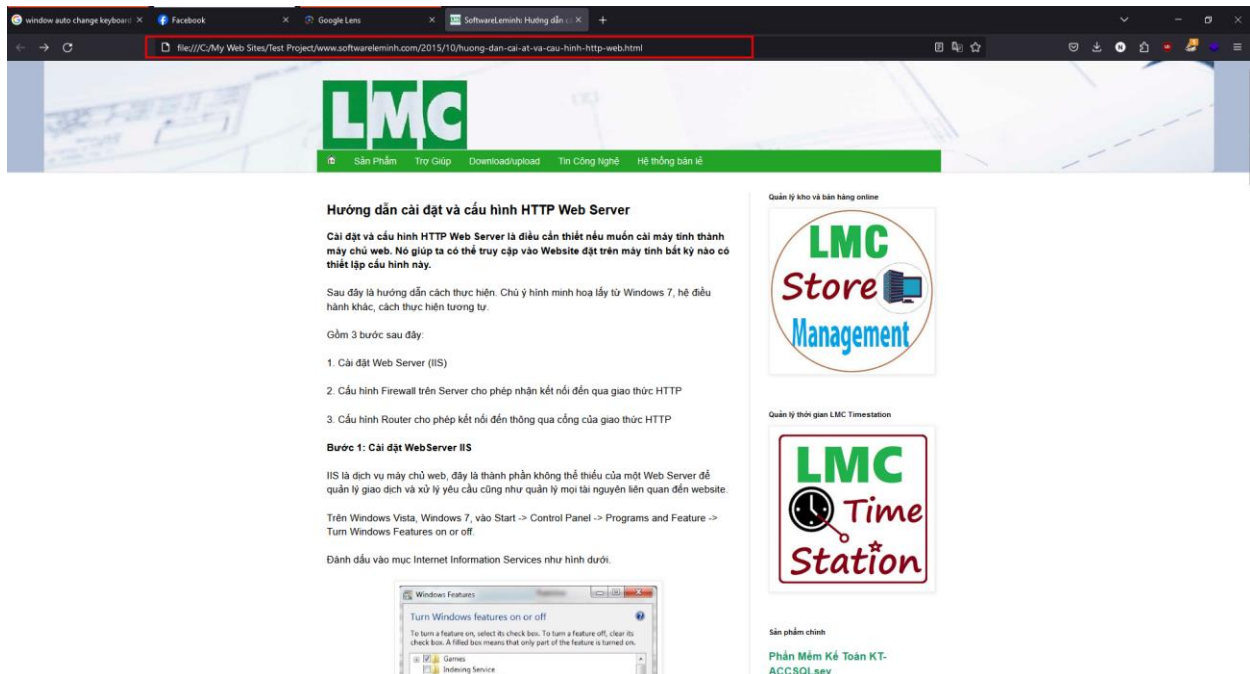 window auto change keyboard
Facebook
Google Lens
SoftwareLeminh: Hướng dẫn cà
file:///C:/My Web Sites/Test Project/www.softwareleminh.com/2015/10/huong-dan-cai-at-va-cau-hinh-http-web.html
LMC
Sản Phẩm Trợ Giúp Download/upload Tin Công Nghệ Hệ thống bán lẻ
Hướng dẫn cài đặt và cấu hình HTTP Web Server
Cài đặt và cấu hình HTTP Web Server là điều cần thiết nếu muốn cài máy tính thành
máy chủ web. Nó giúp ta có thể truy cập vào Website đặt trên máy tính bất kỳ nào có
thiết lập cấu hình này.
Sau đây là hướng dẫn cách thực hiện. Chú ý hình minh hoạ lấy từ Windows 7, hệ điều
hành khác, cách thực hiện tương tự.
Gồm 3 bước sau đây:
1. Cài đặt Web Server (IIS)
2. Cấu hình Firewall trên Server cho phép nhận kết nối đến qua giao thức HTTP
3. Cấu hình Router cho phép kết nối đến thông qua cổng của giao thức HTTP
Bước 1: Cài đặt WebServer IIS
IIS là dịch vụ máy chủ web, đây là thành phần không thể thiếu của một Web Server để
quản lý giao dịch và xử lý yêu cầu cũng như quản lý mọi tài nguyên liên quan đến website.
Trên Windows Vista, Windows 7, vào Start -> Control Panel -> Programs and Feature ->
Turn Windows Features on or off.
Đánh dấu vào mục Internet Information Services như hình dưới.
Windows Features
Turn Windows features on or off
To turn a feature on, select its check box. To turn a feature off, clear its
check box. A filled box means that only part of the feature is turned on.
Games
Indexing Service
Quản lý kho và bán hàng online
LMC
Store
Management
Quản lý thời gian LMC Timestation
LMC
Time
Station
Sản phẩm chính
Phần Mềm Kế Toán KT-
ACCSQLsev